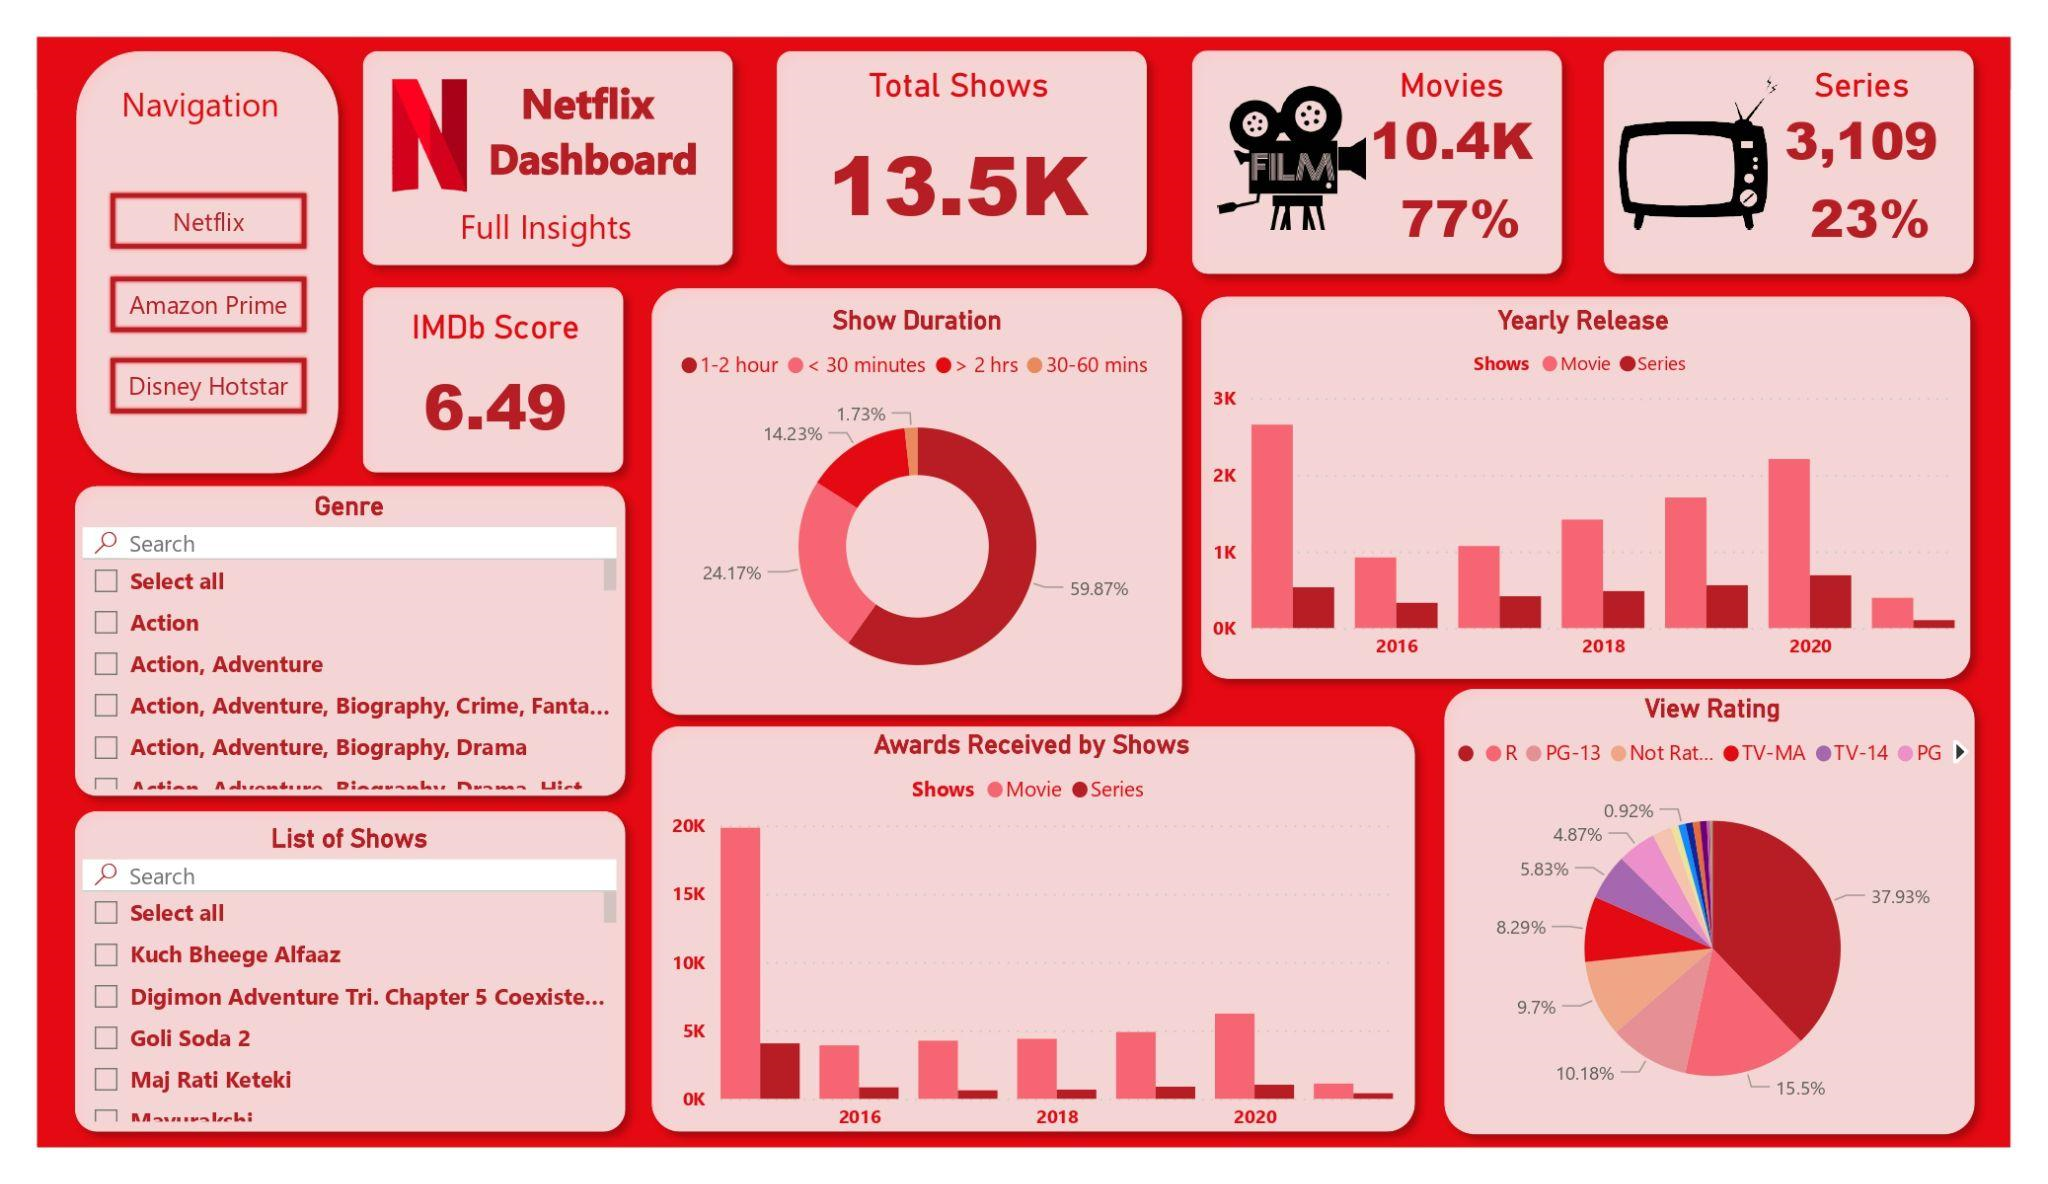 Navigation
Netflix
Amazon Prime
Disney Hotstar
Netflix
Dashboard
Full Insights
Total Shows
13.5K
FILM
Movies
10.4K
77%
Series
3,109
23%
IMDb Score
6.49
Genre
Search
Select all
Action
Action, Adventure
Action, Adventure, Biography, Crime, Fanta...
Action, Adventure, Biography, Drama
Action, Adventure, Biography, Drama, Hist...
List of Shows
Search
Select all
Kuch Bheege Alfaaz
Digimon Adventure Tri. Chapter 5 Coexiste...
Goli Soda 2
Maj Rati Keteki
Mayurakshi
Show Duration
1-2 hour < 30 minutes > 2 hrs 30-60 mins
1.73%
14.23%
24.17%
59.87%
Yearly Release
Shows Movie Series
3K
2K
1K
0K
2016 2018 2020
Awards Received by Shows
Shows Movie Series
20K
15K
10K
5K
0K
2016 2018 2020
View Rating
R PG-13 Not Rat... TV-MA TV-14 PG
0.92%
4.87%
5.83%
8.29%
9.7%
10.18%
15.5%
37.93%